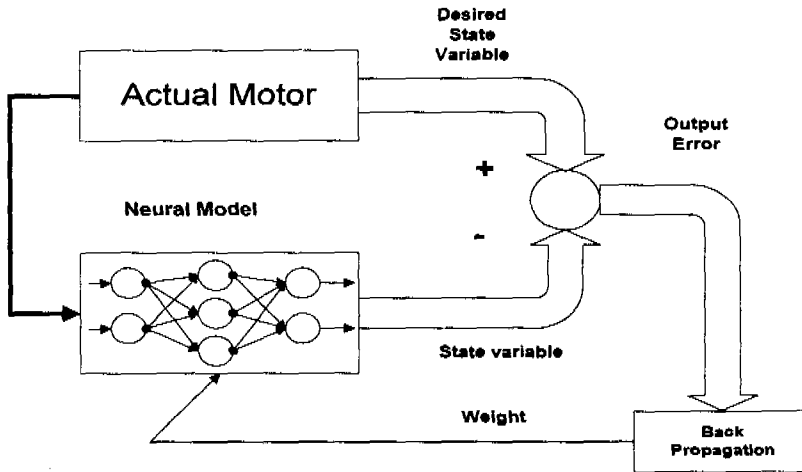 Desired
State
Variable
Actual Motor
Output
Error
+
Neural Model
-
State variable
Weight
Back
Propagation